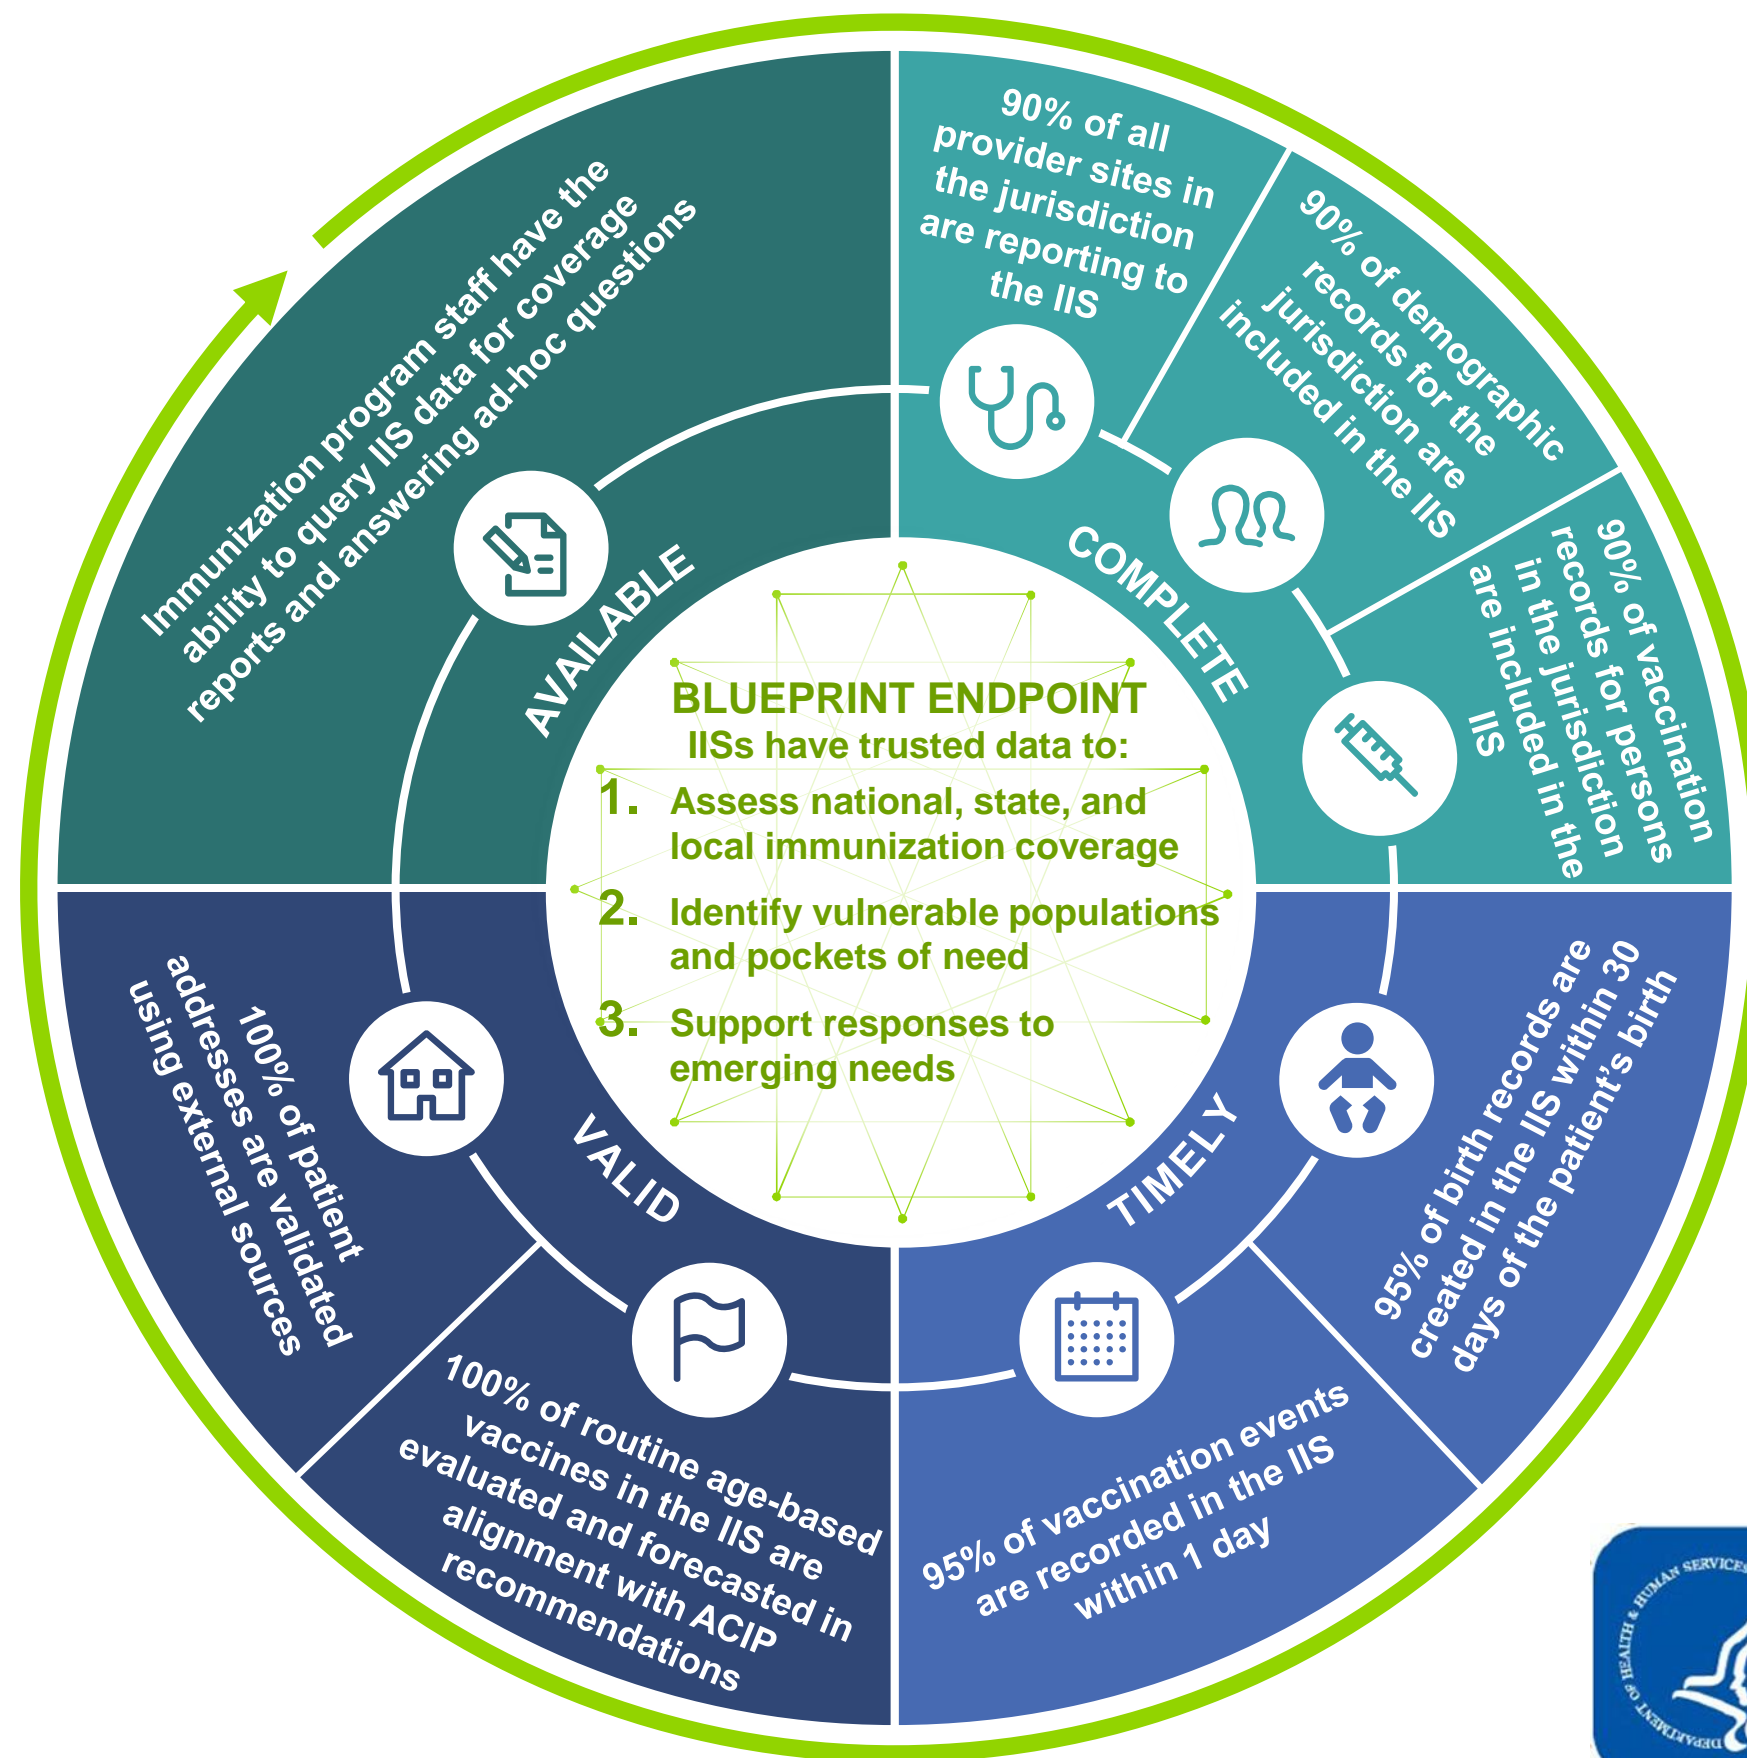 90% of all
provider sites in
the jurisdiction
are reporting to
the IIS
90% of demographic
records for the
jurisdiction are
included in the IIS
90% of vaccination
records for persons
in the jurisdiction
are included in the
IIS
COMPLETE
95% of birth records are
created in the IIS within 30
days of the patient’s birth
95% of vaccination events
are recorded in the IIS
within 1 day
TIMELY
100% of routine age-based
vaccines in the IIS are
evaluated and forecasted in
alignment with ACIP
recommendations
100% of patient
addresses are validated
using external sources
VALID
Immunization program staff have the
ability to query IIS data for coverage
reports and answering ad-hoc questions
AVAILABLE
BLUEPRINT ENDPOINT
IISs have trusted data to:
1. Assess national, state, and
local immunization coverage
2. Identify vulnerable populations
and pockets of need
3. Support responses to
emerging needs
DEPARTMENT OF HEALTH & HUMAN SERVICES